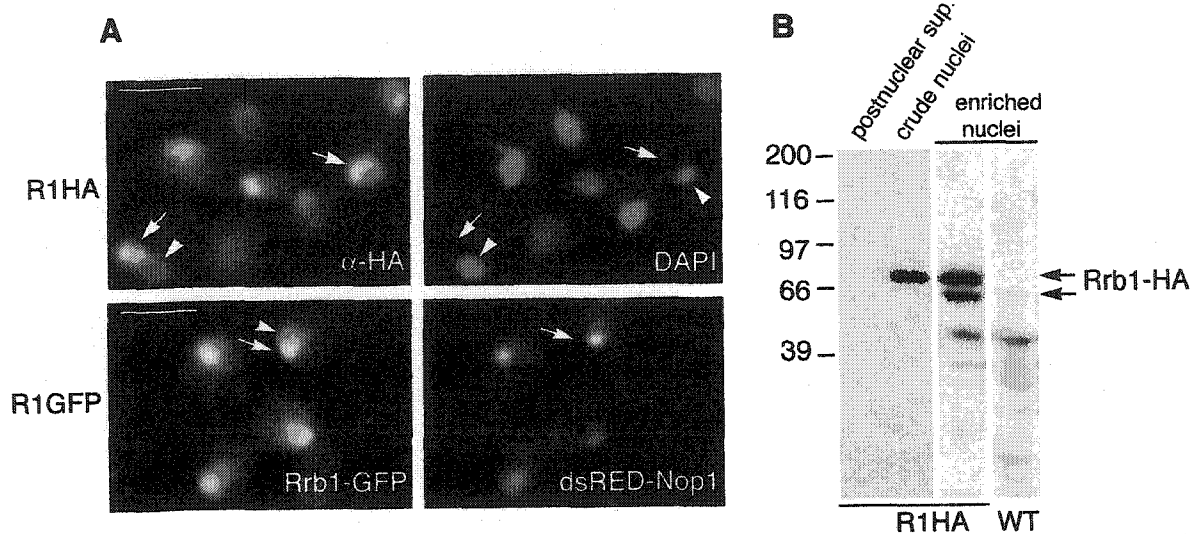 A
R1HA
α-HA
DAPI
R1GFP
Rrb1-GFP
dsRED-Nop1
B
postnuclear sup.
crude nuclei
enriched
nuclei
200
116
97
66
39
Rrb1-HA
R1HA
WT